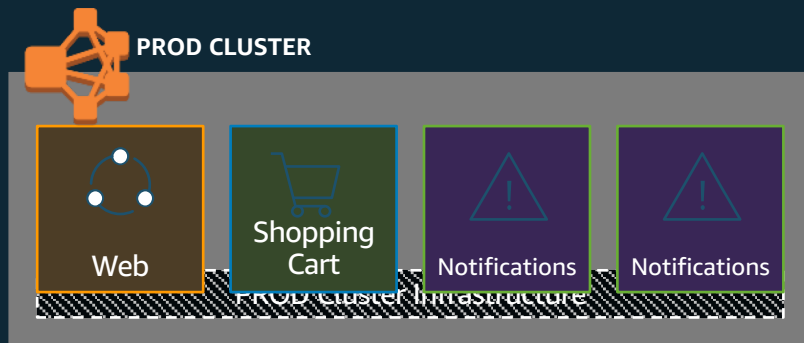 PROD CLUSTER
Web
Shopping
Cart
Notifications
Notifications
PROD Cluster Infrastructure